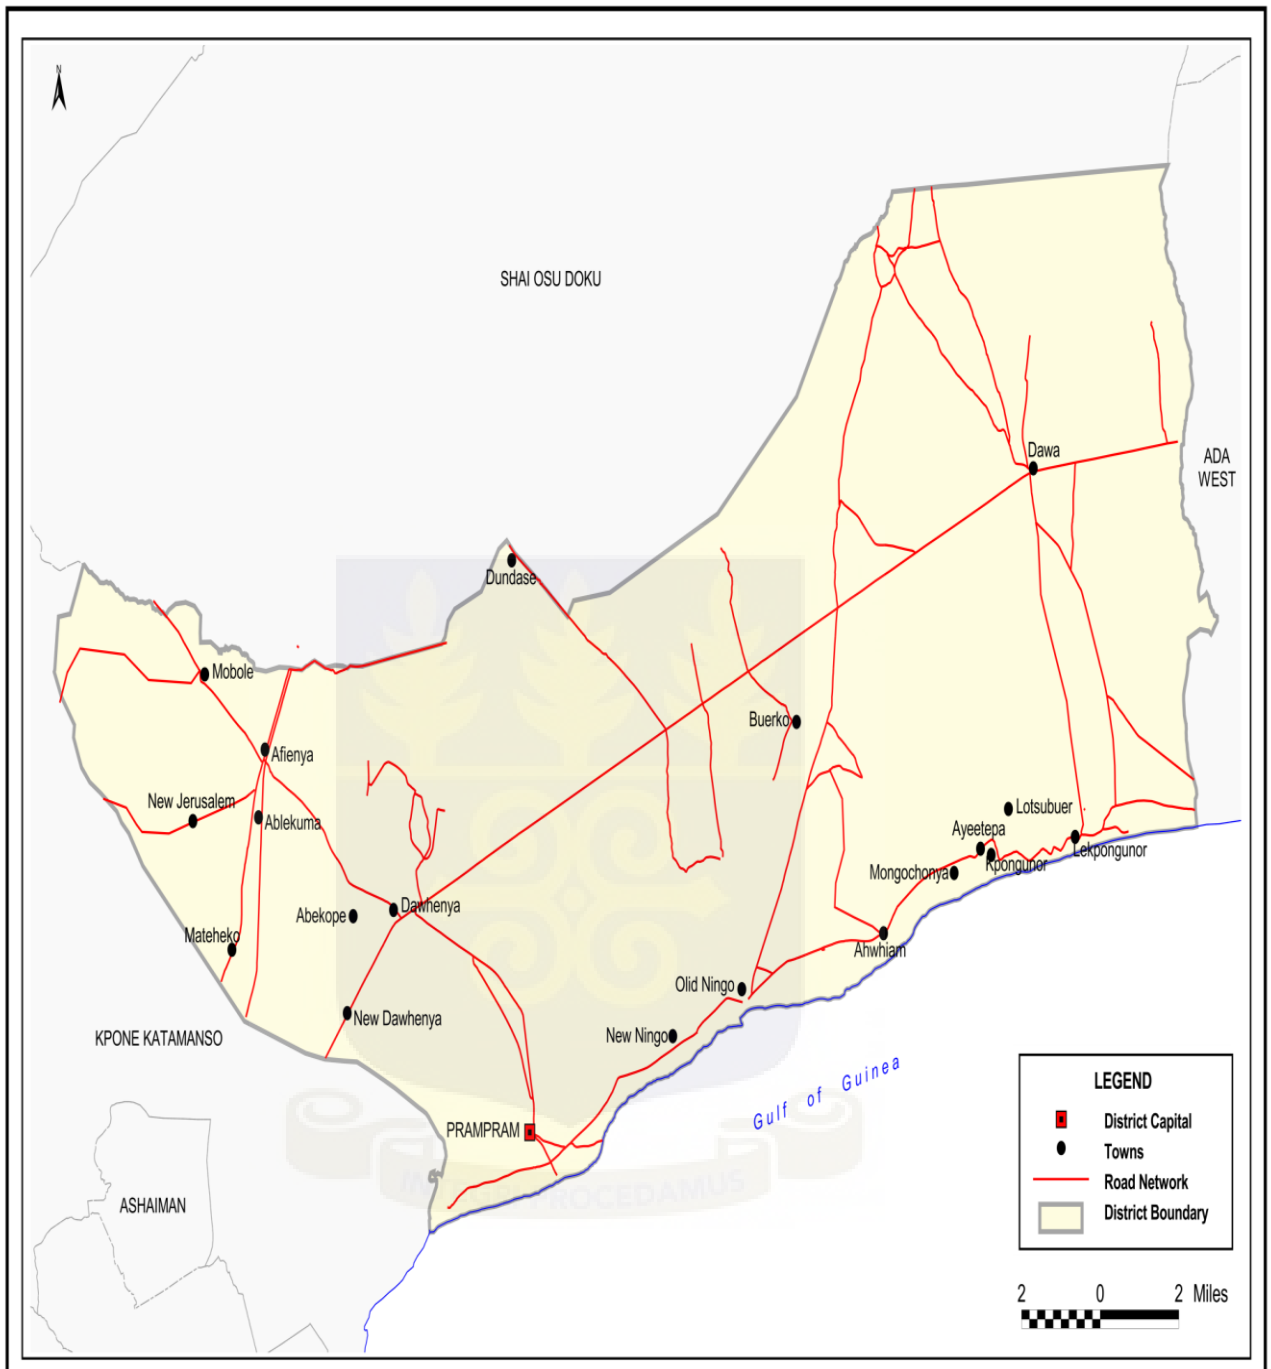 N
SHAI OSU DOKU
ADA
WEST
Dawa
Dundase
Mobole
Buerko
Afienya
New Jerusalem
Ablekuma
Lotsubuer
Ayeetepa
Lekpongunor
Kpongunor
Mongochonya
Dawhenya
Abekope
Mateheko
Ahwhiam
Olid Ningo
New Dawhenya
New Ningo
KPONE KATAMANSO
Gulf of Guinea
PRAMPRAM
INTEGRI PROCEDAMUS
ASHAIMAN
LEGEND
District Capital
Towns
Road Network
District Boundary
2 0 2 Miles